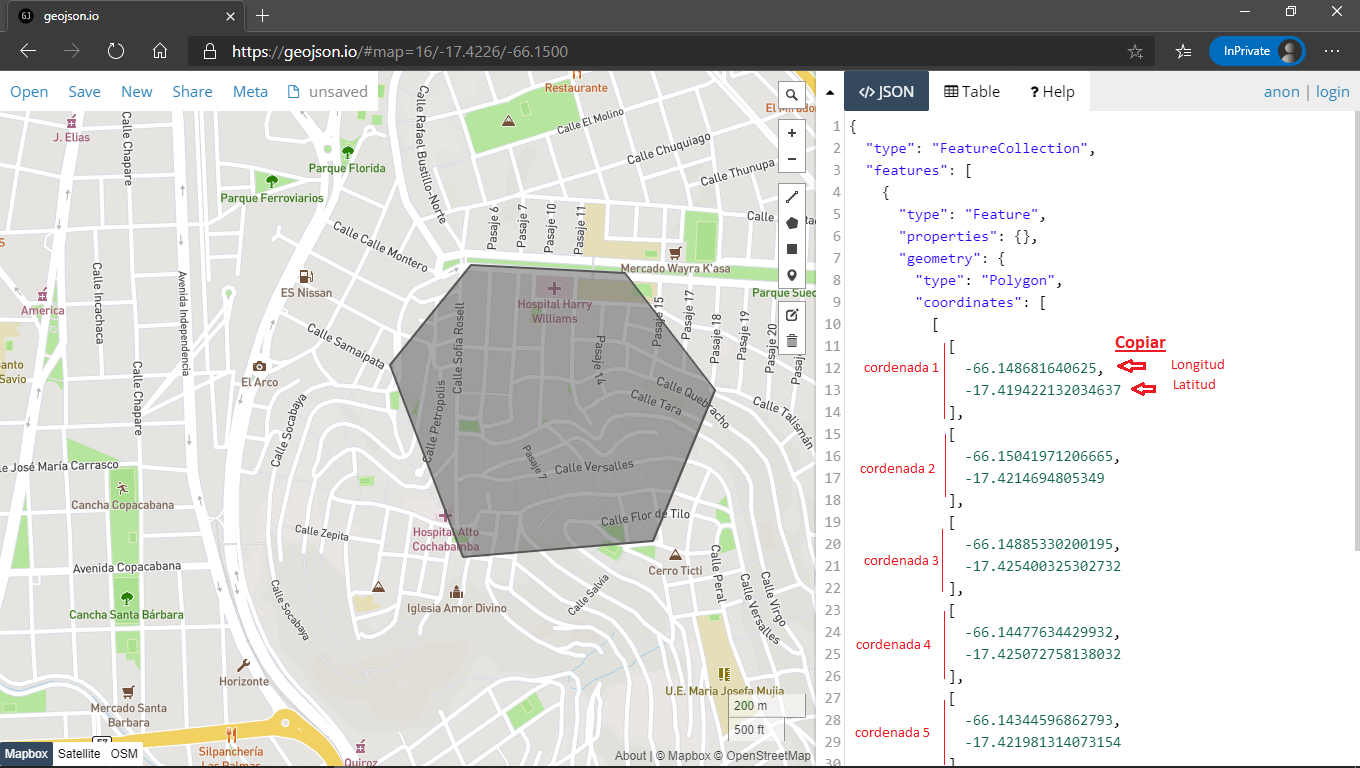 geojson.io
https://geojson.io/#map=16/-17.4226/-66.1500
InPrivate
Open
Save
New
Share
Meta
unsaved
</> JSON
Table
? Help
anon | login
Restaurante
J. Elias
Calle Chapare
Calle Rafael Bustillo-Norte
Calle El Molino
Calle Chuquiago
Calle Thunupa
Parque Florida
Parque Ferroviarios
Calle Calle Montero
Pasaje 6
Pasaje 7
Pasaje 10
Pasaje 11
Mercado Wayra K'asa
ES Nissan
America
Calle Incachaca
Avenida Independencia
Calle Samaipata
Calle Sofia Rosell
Hospital Harry
Williams
Pasaje 14
Pasaje 15
Pasaje 17
Pasaje 18
Pasaje 19
Pasaje 20
El Arco
Calle Chapare
Calle Socabaya
Calle Petropolis
Calle Quebracho
Calle Tara
Calle Talismán
Pasaje 7
Calle Versalles
Calle José María Carrasco
Cancha Copacabana
Calle Zepita
Hospital Alto
Cochabamba
Calle Flor de Tilo
Cerro Ticti
Avenida Copacabana
Cancha Santa Bárbara
Calle Socabaya
Iglesia Amor Divino
Calle Salvia
Calle Peral
Calle Versalles
Calle Virgo
Horizonte
Mercado Santa
Barbara
U.E. Maria Josefa Mujia
Silpanchería
Las Palmas
Quiroz
200 m
500 ft
Mapbox
Satellite
OSM
About | © Mapbox © OpenStreetMap
1 {
2 "type": "FeatureCollection",
3 "features": [
4 {
5 "type": "Feature",
6 "properties": {},
7 "geometry": {
8 "type": "Polygon",
9 "coordinates": [
10 [
11 [
Copiar
cordenada 1
12 -66.148681640625,
Longitud
13 -17.419422132034637
Latitud
14 ],
15 [
16 -66.15041971206665,
cordenada 2
17 -17.4214694805349
18 ],
19 [
20 -66.14885330200195,
cordenada 3
21 -17.425400325302732
22 ],
23 [
24 -66.14477634429932,
cordenada 4
25 -17.425072758138032
26 ],
27 [
28 -66.14344596862793,
cordenada 5
29 -17.421981314073154
30 ]